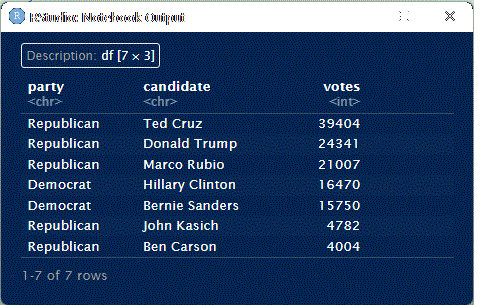 RStudio: Notebook Output
Description: df [7 × 3]
party candidate votes
<chr> <chr> <int>
Republican Ted Cruz 39404
Republican Donald Trump 24341
Republican Marco Rubio 21007
Democrat Hillary Clinton 16470
Democrat Bernie Sanders 15750
Republican John Kasich 4782
Republican Ben Carson 4004
1-7 of 7 rows